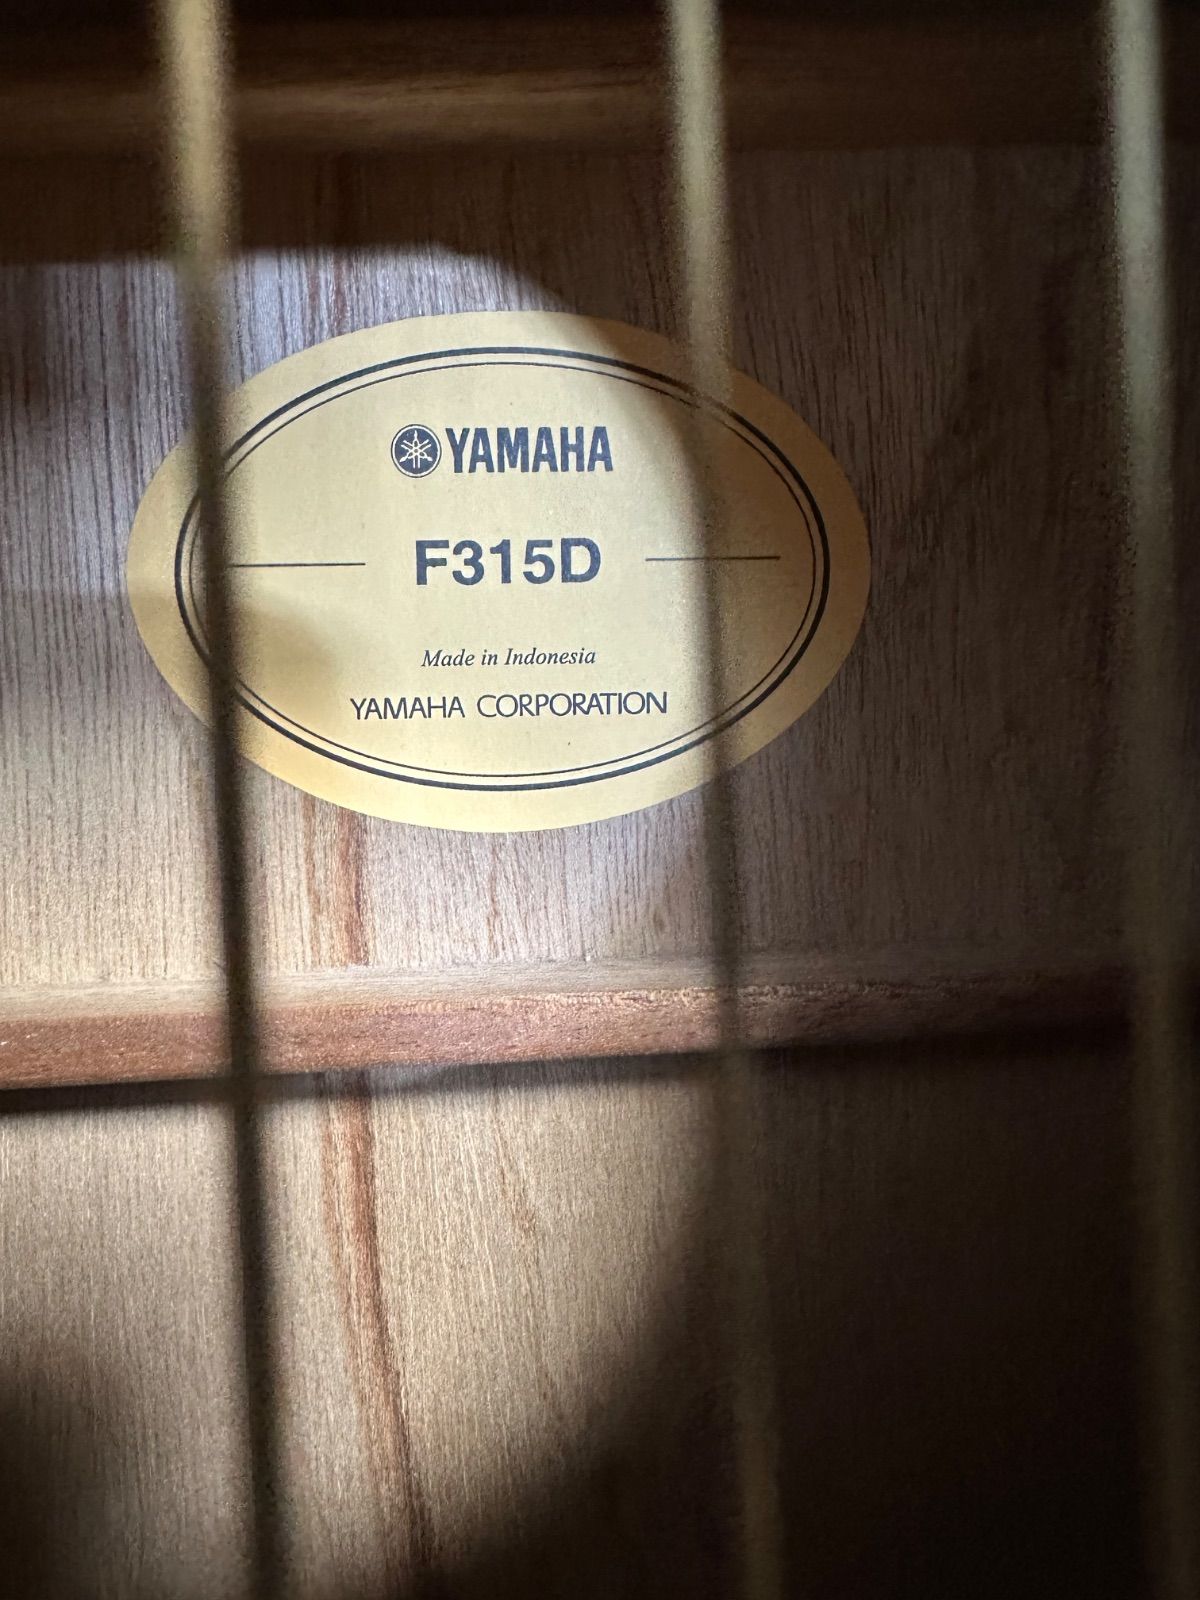 YAMAHA
F315D
Made in Indonesia
YAMAHA CORPORATION